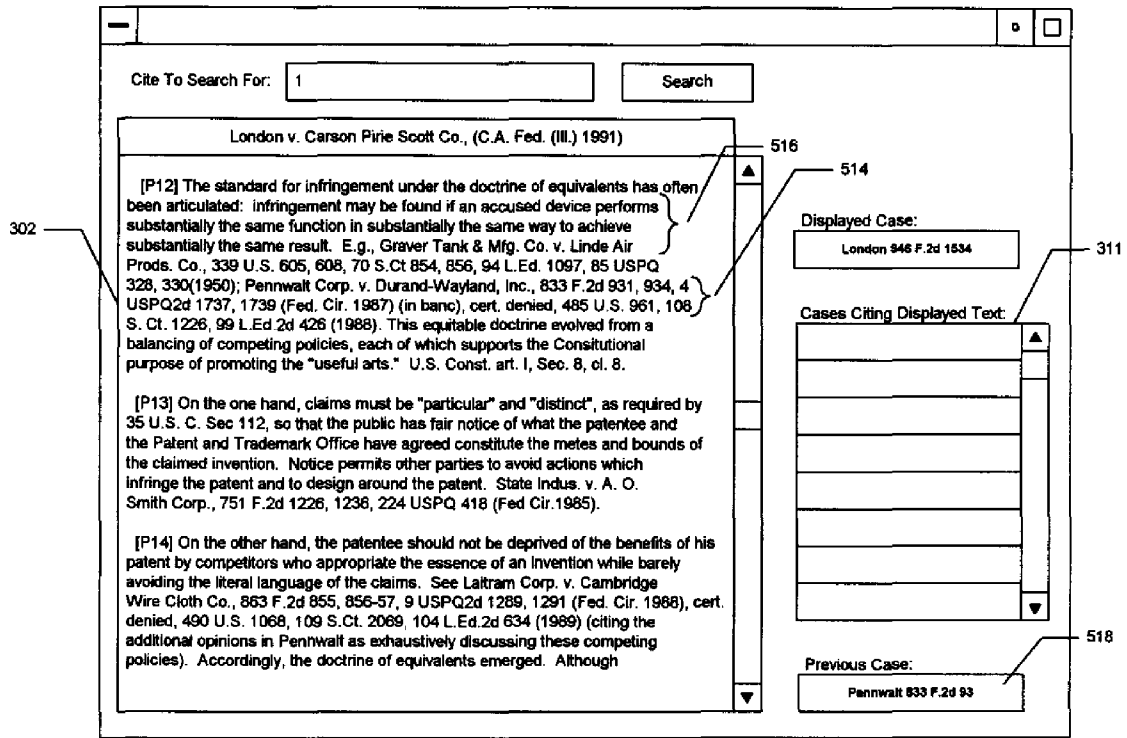 Cite To Search For: 1 Search
London v. Carson Pirie Scott Co., (C.A. Fed. (Ill.) 1991)
516
514
[P12] The standard for infringement under the doctrine of equivalents has often
been articulated: infringement may be found if an accused device performs
substantially the same function in substantially the same way to achieve
substantially the same result. E.g., Graver Tank & Mfg. Co. v. Linde Air
Prods. Co., 339 U.S. 605, 608, 70 S.Ct 854, 856, 94 L.Ed. 1097, 85 USPQ
328, 330(1950); Pennwalt Corp. v. Durand-Wayland, Inc., 833 F.2d 931, 934, 4
USPQ2d 1737, 1739 (Fed. Cir. 1987) (in banc), cert. denied, 485 U.S. 961, 108
S. Ct. 1226, 99 L.Ed.2d 426 (1988). This equitable doctrine evolved from a
balancing of competing policies, each of which supports the Consitutional
purpose of promoting the "useful arts." U.S. Const. art. I, Sec. 8, cl. 8.
[P13] On the one hand, claims must be "particular" and "distinct", as required by
35 U.S. C. Sec 112, so that the public has fair notice of what the patentee and
the Patent and Trademark Office have agreed constitute the metes and bounds of
the claimed invention. Notice permits other parties to avoid actions which
infringe the patent and to design around the patent. State Indus. v. A. O.
Smith Corp., 751 F.2d 1226, 1236, 224 USPQ 418 (Fed Cir.1985).
[P14] On the other hand, the patentee should not be deprived of the benefits of his
patent by competitors who appropriate the essence of an invention while barely
avoiding the literal language of the claims. See Laitram Corp. v. Cambridge
Wire Cloth Co., 863 F.2d 855, 856-57, 9 USPQ2d 1289, 1291 (Fed. Cir. 1988), cert.
denied, 490 U.S. 1068, 109 S.Ct. 2069, 104 L.Ed.2d 634 (1989) (citing the
additional opinions in Pennwalt as exhaustively discussing these competing
policies). Accordingly, the doctrine of equivalents emerged. Although
302
Displayed Case:
London 946 F.2d 1534
311
Cases Citing Displayed Text:
518
Previous Case:
Pennwalt 833 F.2d 93